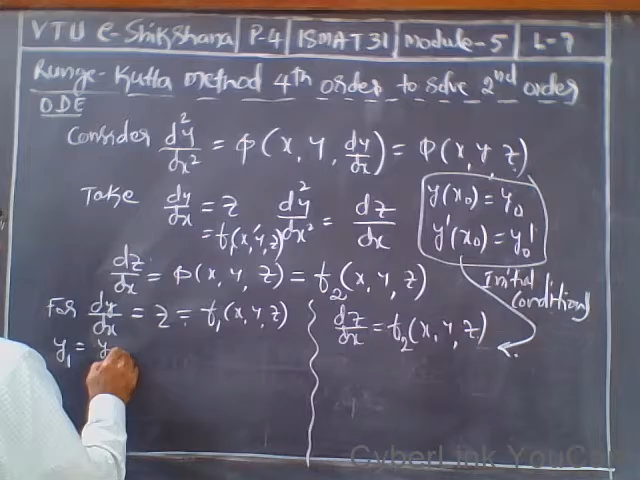 VTU e-Shikshana P-4 15MAT31 Module-5 L-7
Runge-Kutta method 4th order to solve 2nd order
ODE
Consider d²y/dx² = φ(x, y, dy/dx) = φ(x, y, z)
Take dy/dx = z d²y/dx² = dz/dx y(x₀) = y₀
= f₁(x, y, z) y'(x₀) = y₀'
dz/dx = φ(x, y, z) = f₂(x, y, z) Initial
Conditions
For dy/dx = z = f₁(x, y, z) dz/dx = f₂(x, y, z)
y₁ = y
CyberLink YouCa